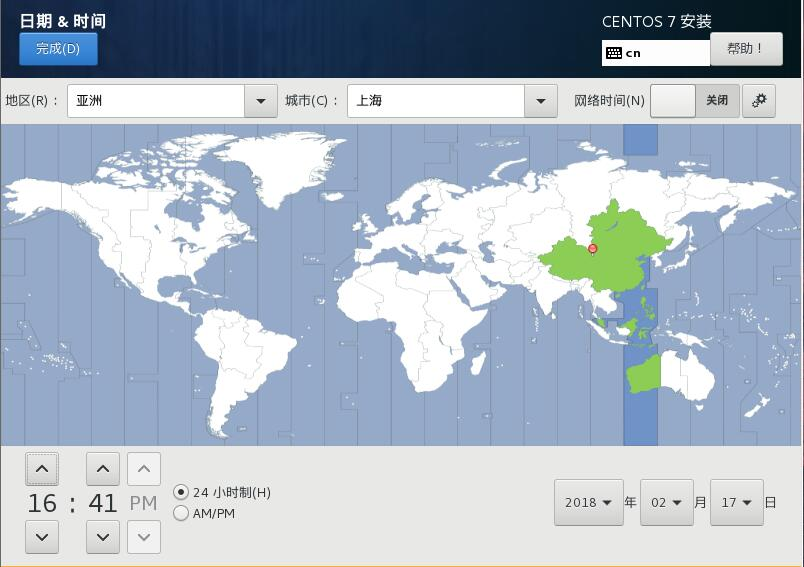 日期 & 时间
CENTOS 7 安装
完成(D)
cn
帮助！
地区(R)： 亚洲 城市(C)： 上海 网络时间(N) 关闭
16 : 41 PM
24 小时制(H)
AM/PM
2018 年 02 月 17 日